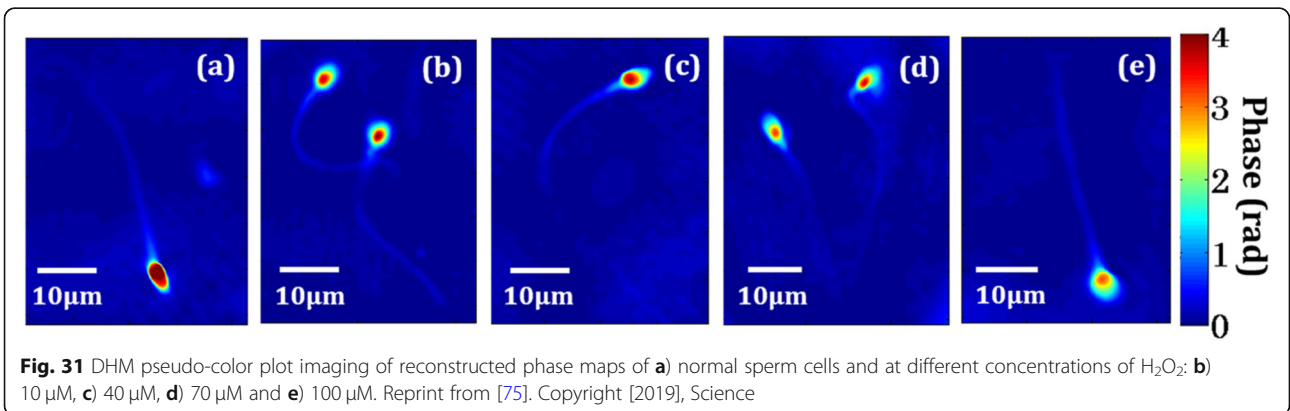 (a)
(b)
(c)
(d)
(e)
10μm
10μm
10μm
10μm
10μm
4
3
2
1
0
Phase (rad)
Fig. 31 DHM pseudo-color plot imaging of reconstructed phase maps of a) normal sperm cells and at different concentrations of H₂O₂: b)
10 μM, c) 40 μM, d) 70 μM and e) 100 μM. Reprint from [75]. Copyright [2019], Science